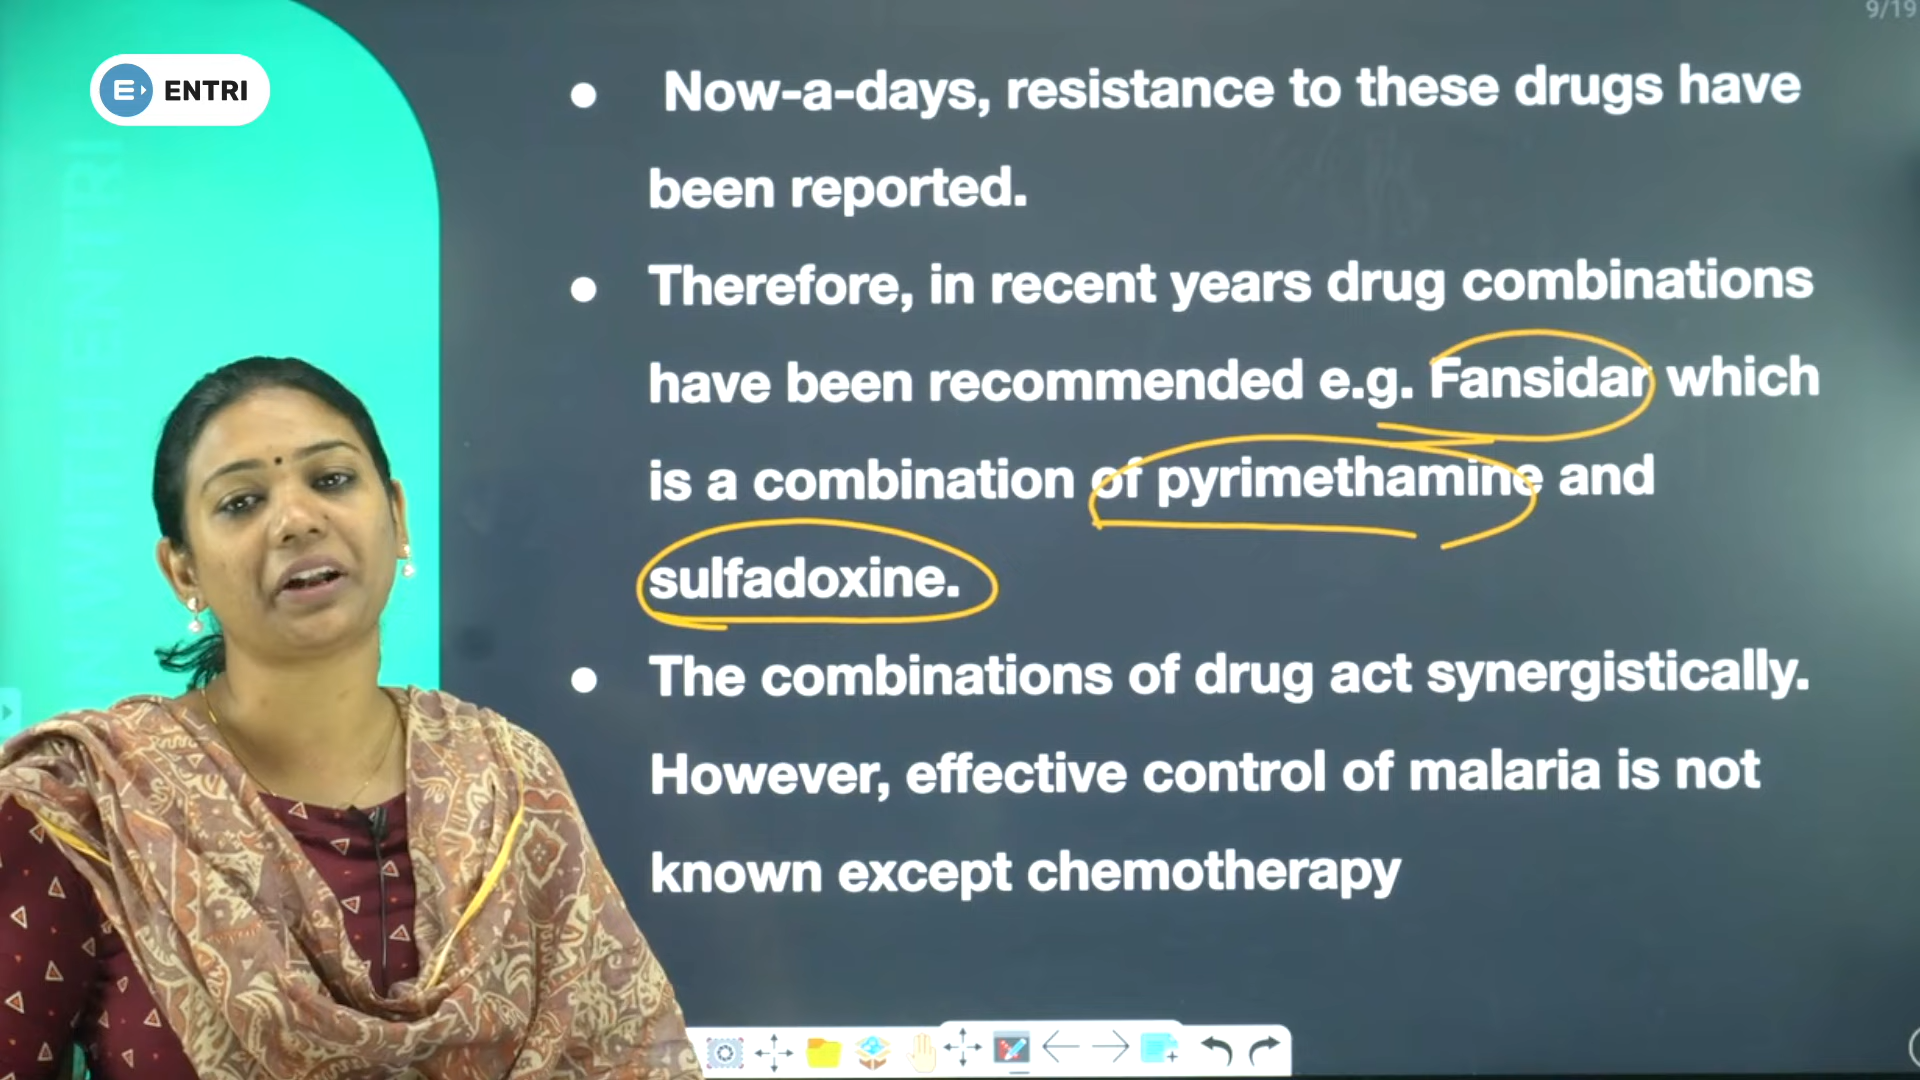 9/19
ENTRI
● Now-a-days, resistance to these drugs have
been reported.
● Therefore, in recent years drug combinations
have been recommended e.g. Fansidar which
is a combination of pyrimethamine and
sulfadoxine.
● The combinations of drug act synergistically.
However, effective control of malaria is not
known except chemotherapy
N WITH ENTRI